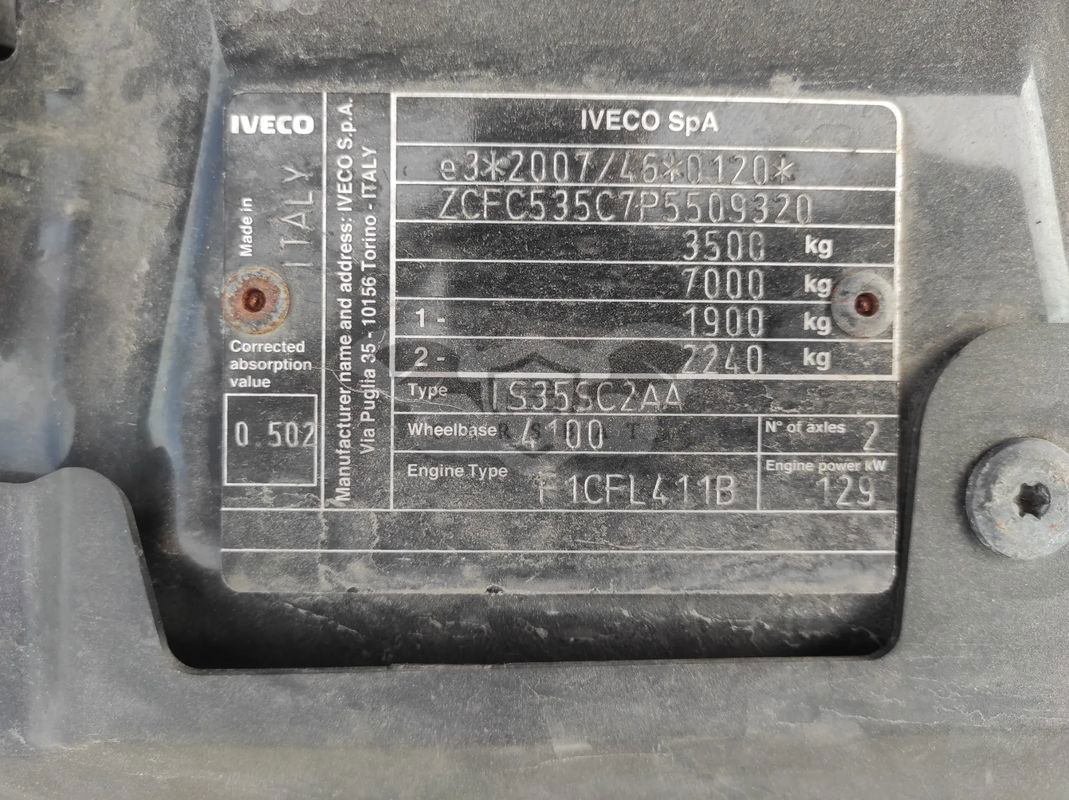 IVECO
Made in
ITALY
Corrected
absorption
value
0.502
Manufacturer name and address: IVECO S.p.A.
Via Puglia 35 - 10156 Torino - ITALY
IVECO SpA
e3*2007/46*0120*
ZCFC535C7P5509320
3500 kg
7000 kg
1 - 1900 kg
2 - 2240 kg
Type IS35SC2AA
Wheelbase 4100
N° of axles 2
Engine Type F1CFL411B
Engine power kW 129